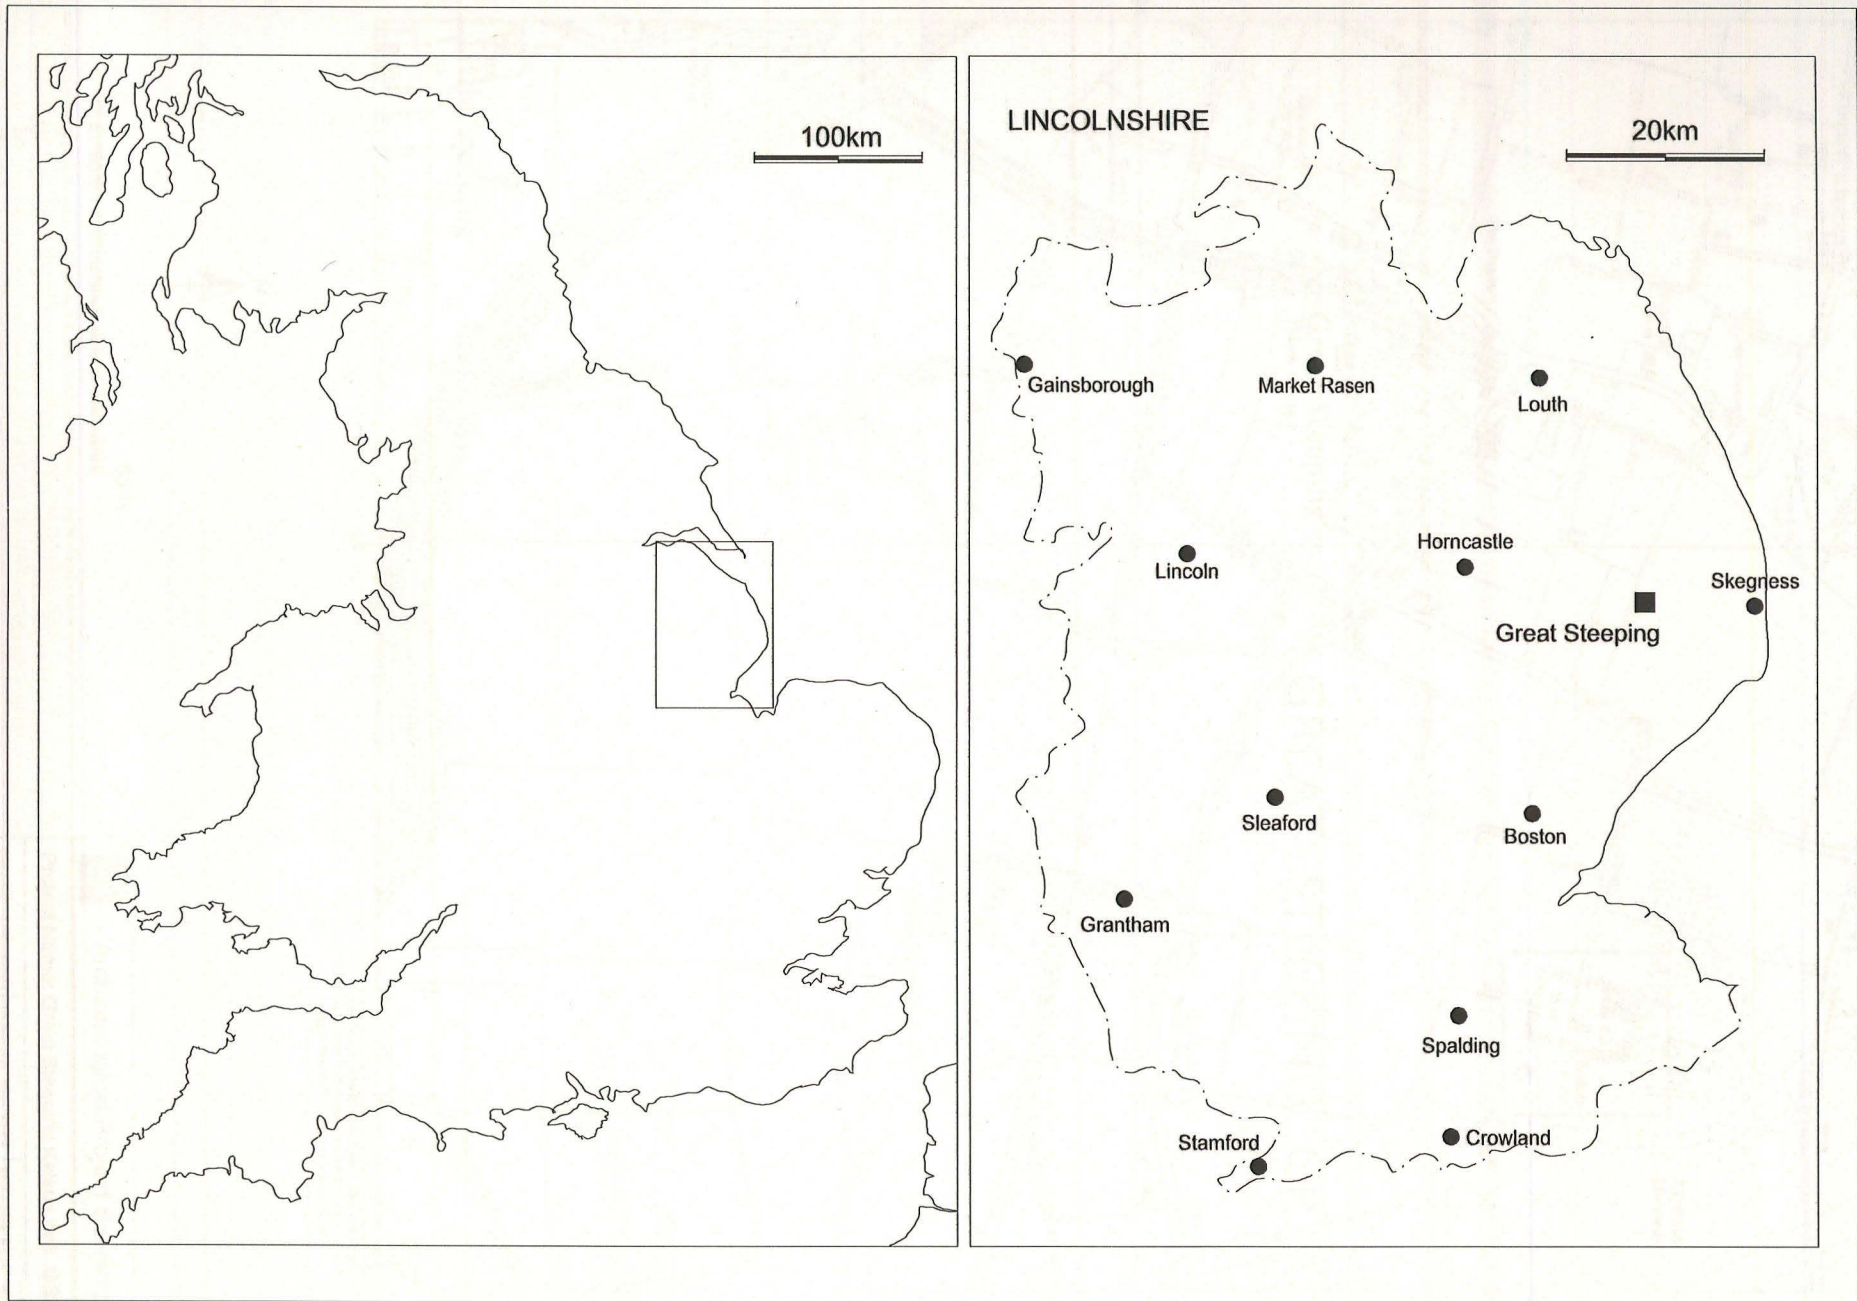 100km
LINCOLNSHIRE
20km
Gainsborough
Market Rasen
Louth
Lincoln
Horncastle
Skegness
Great Steeping
Sleaford
Boston
Grantham
Spalding
Stamford
Crowland